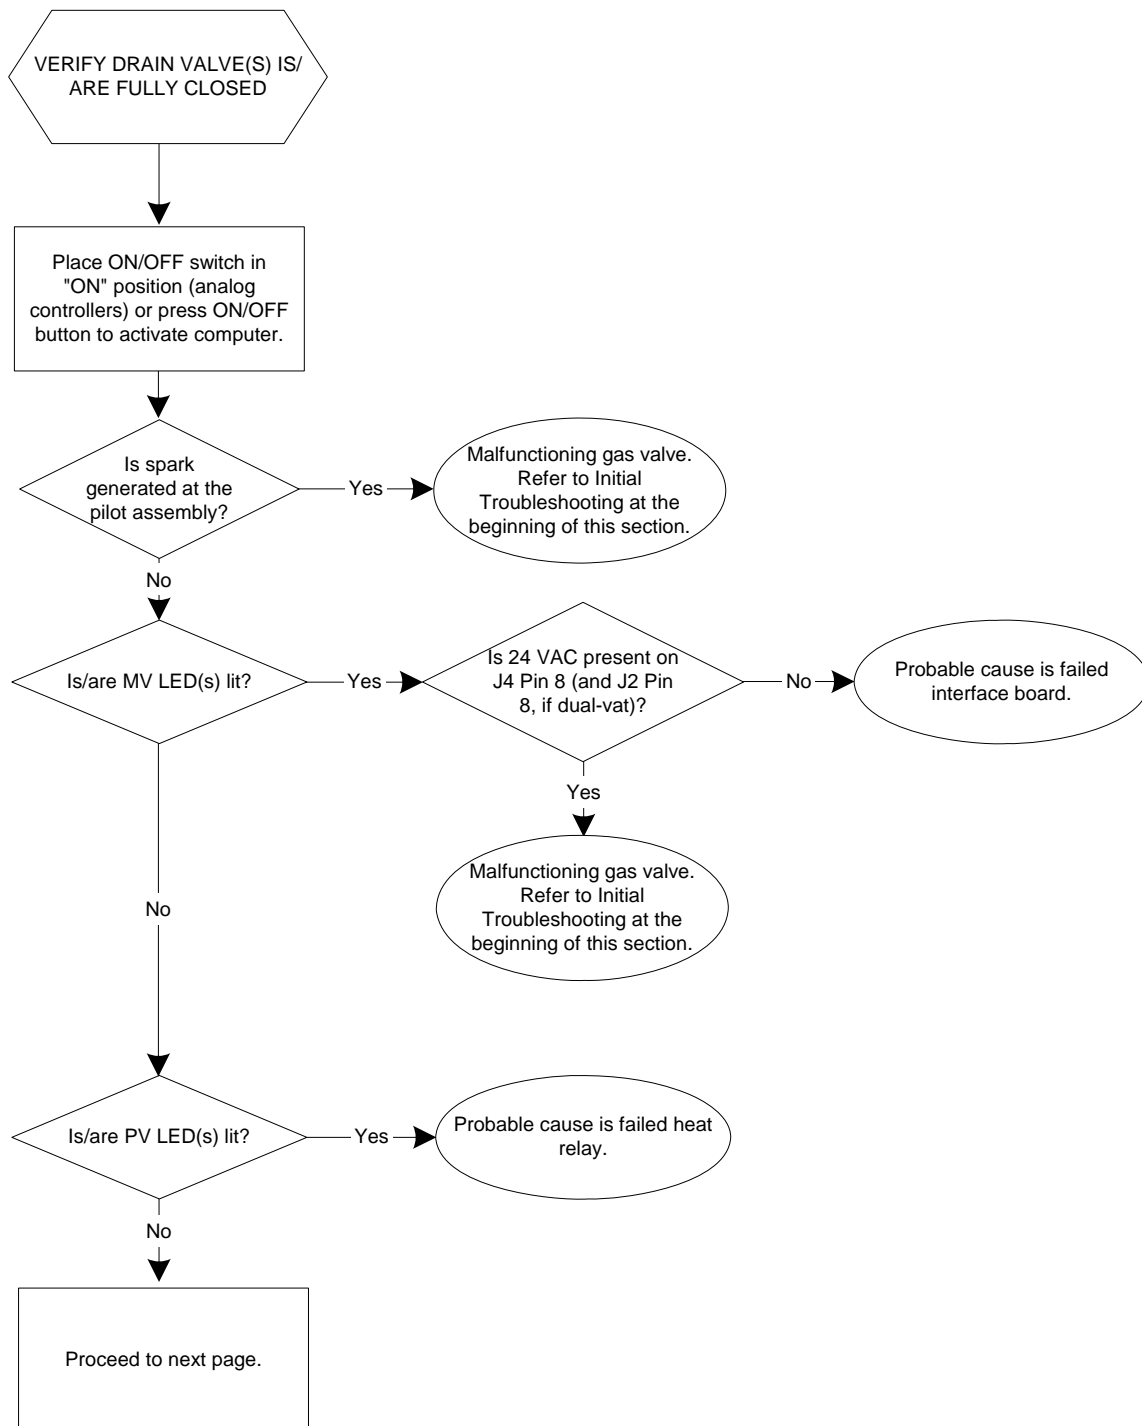 VERIFY DRAIN VALVE(S) IS/
ARE FULLY CLOSED
Place ON/OFF switch in
"ON" position (analog
controllers) or press ON/OFF
button to activate computer.
Is spark
generated at the
pilot assembly?
Yes
Malfunctioning gas valve.
Refer to Initial
Troubleshooting at the
beginning of this section.
No
Is/are MV LED(s) lit?
Yes
Is 24 VAC present on
J4 Pin 8 (and J2 Pin
8, if dual-vat)?
No
Probable cause is failed
interface board.
Yes
Malfunctioning gas valve.
Refer to Initial
Troubleshooting at the
beginning of this section.
No
Is/are PV LED(s) lit?
Yes
Probable cause is failed heat
relay.
No
Proceed to next page.